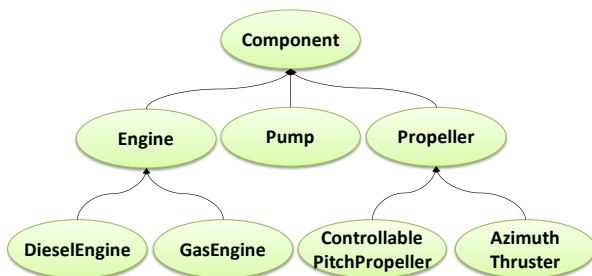 Component
Engine
Pump
Propeller
DieselEngine
GasEngine
Controllable
PitchPropeller
Azimuth
Thruster